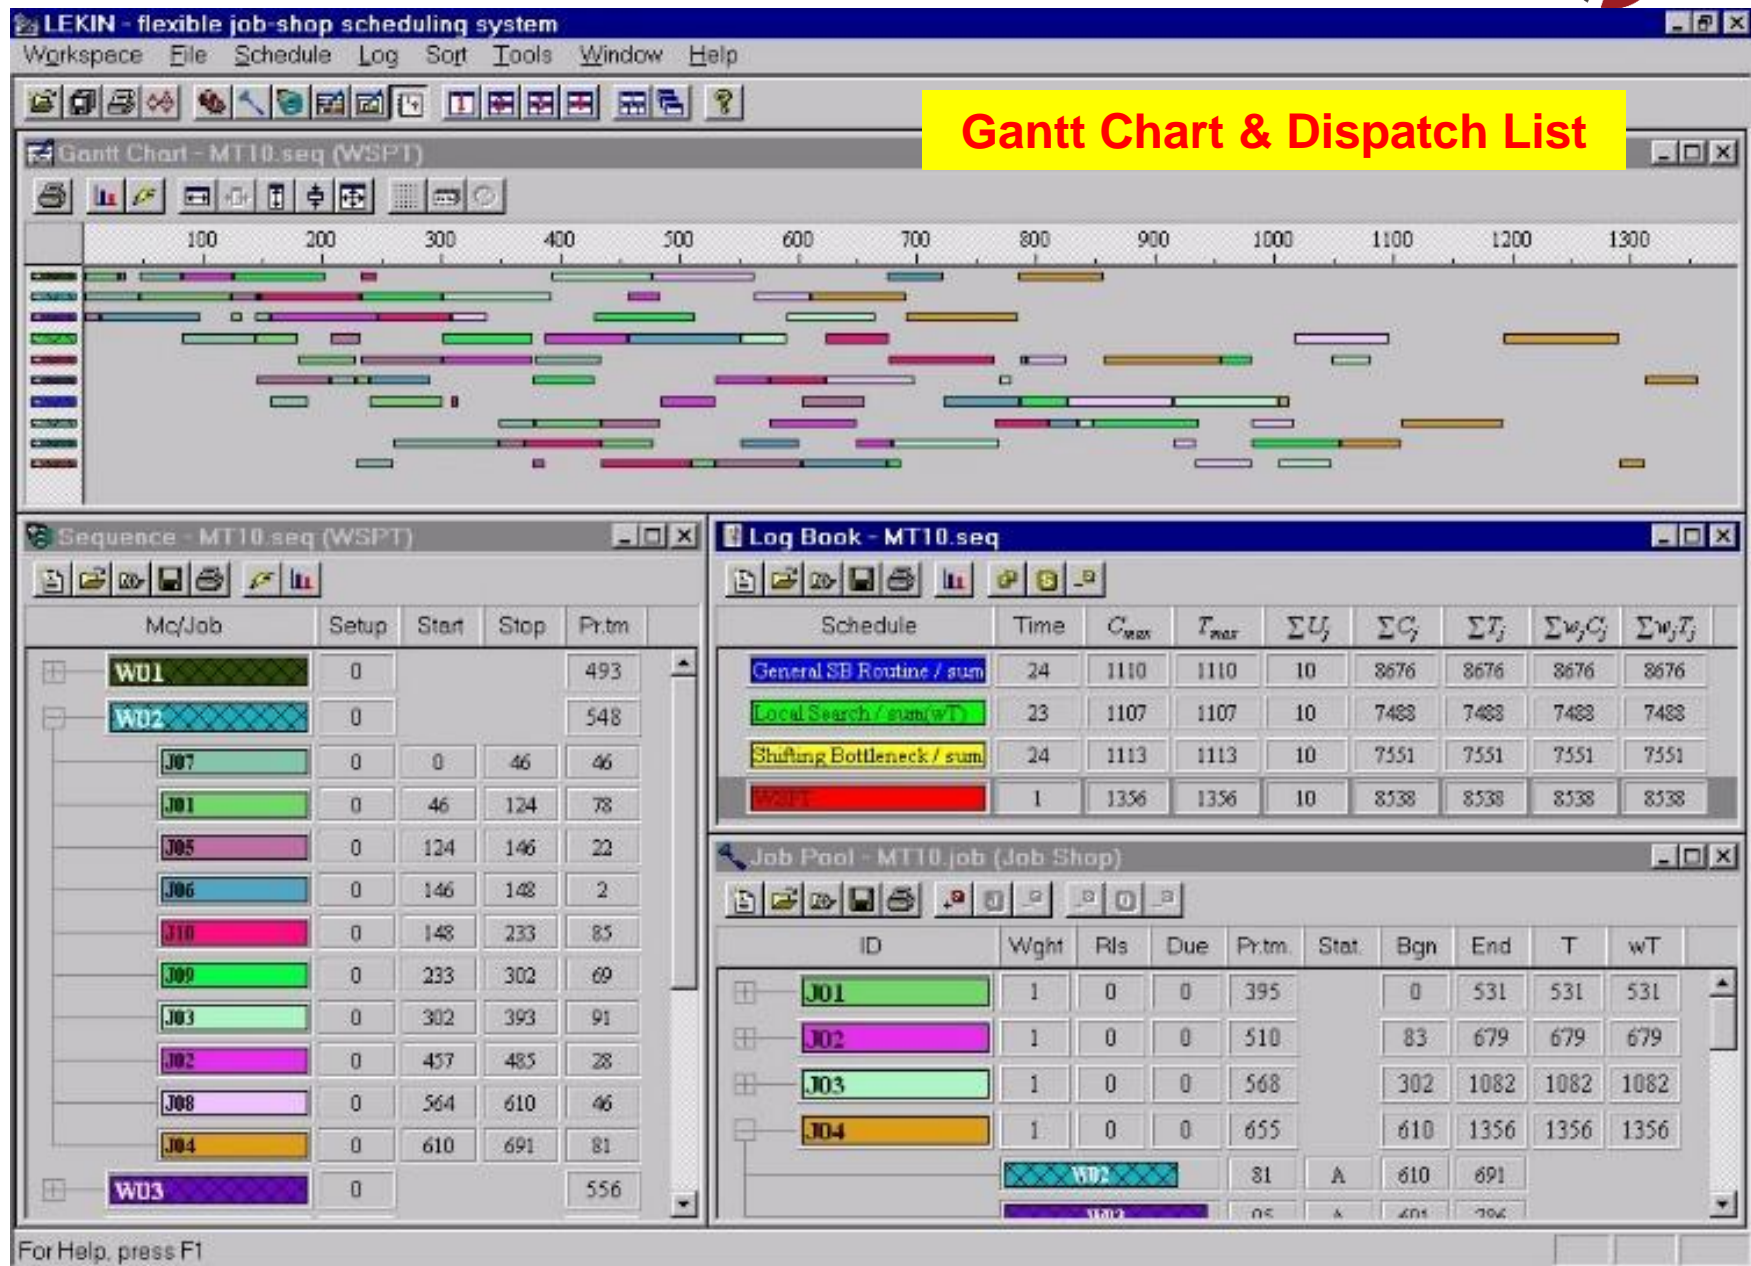 LEKIN - flexible job-shop scheduling system
Workspace File Schedule Log Sort Tools Window Help
Gantt Chart & Dispatch List
Gantt Chart - MT10.seq (WSPT)
100 200 300 400 500 600 700 800 900 1000 1100 1200 1300
Sequence - MT10.seq (WSPT)
Mc/Job Setup Start Stop Pr.tm
WU1 0 493
WU2 0 548
J07 0 0 46 46
J01 0 46 124 78
J05 0 124 146 22
J06 0 146 148 2
J10 0 148 233 85
J09 0 233 302 69
J03 0 302 393 91
J02 0 457 485 28
J08 0 564 610 46
J04 0 610 691 81
WU3 0 556
Log Book - MT10.seq
Schedule Time Cmax Tmax ΣUj ΣCj ΣTj ΣwjCj ΣwjTj
General SB Routine / sum 24 1110 1110 10 8676 8676 8676 8676
Local Search / sum(wT) 23 1107 1107 10 7488 7488 7488 7488
Shifting Bottleneck / sum 24 1113 1113 10 7551 7551 7551 7551
WSPT 1 1356 1356 10 8538 8538 8538 8538
Job Pool - MT10.job (Job Shop)
ID Wght Rls Due Pr.tm. Stat. Bgn End T wT
J01 1 0 0 395 0 531 531 531
J02 1 0 0 510 83 679 679 679
J03 1 0 0 568 302 1082 1082 1082
J04 1 0 0 655 610 1356 1356 1356
W02 81 A 610 691
For Help, press F1